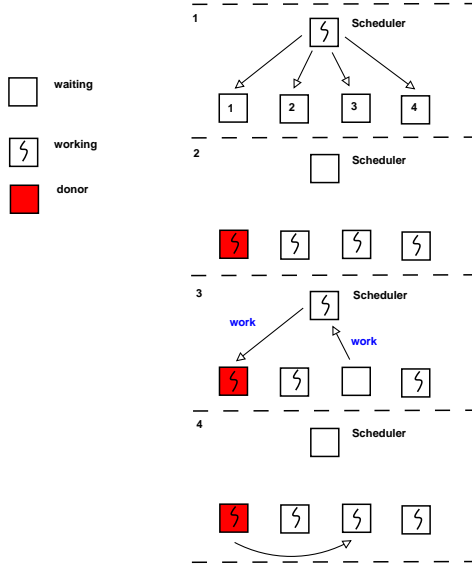 waiting
working
donor
1
Scheduler
1
2
3
4
2
Scheduler
3
Scheduler
work
work
4
Scheduler